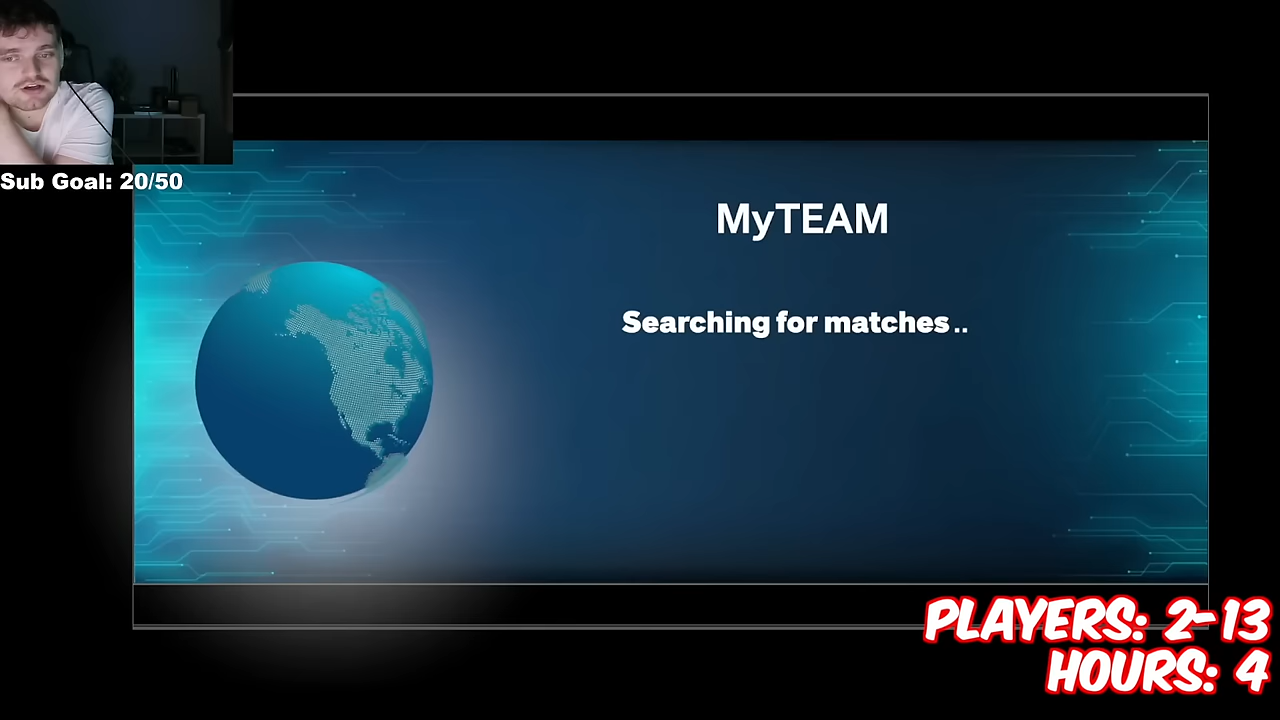 Sub Goal: 20/50
MyTEAM
Searching for matches..
PLAYERS: 2-13
HOURS: 4